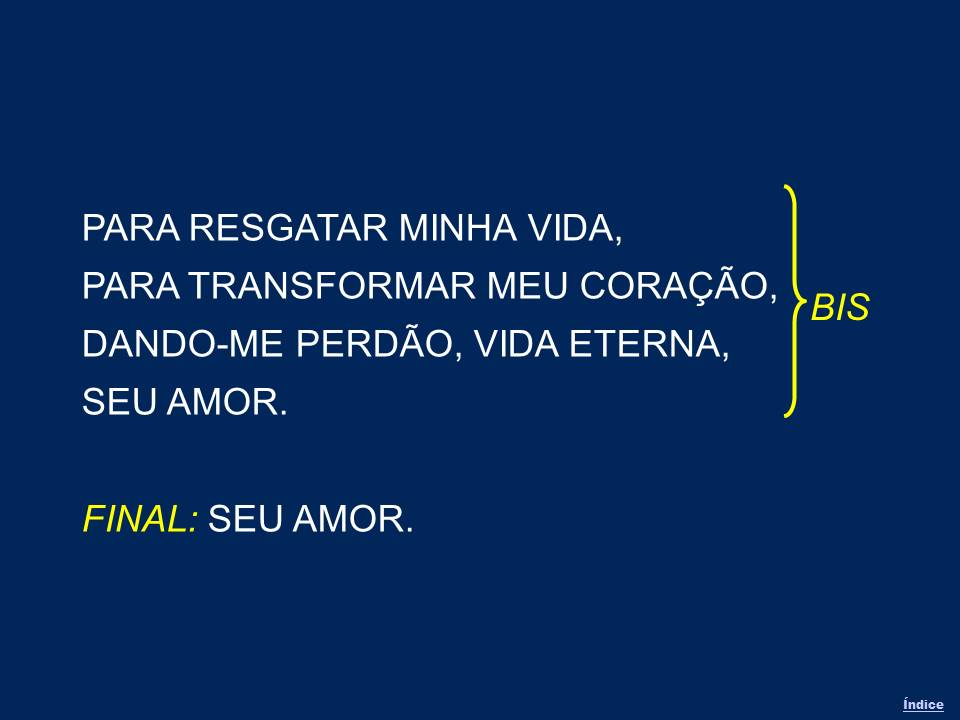 PARA RESGATAR MINHA VIDA,
PARA TRANSFORMAR MEU CORAÇÃO,
BIS
DANDO-ME PERDÃO, VIDA ETERNA,
SEU AMOR.
FINAL: SEU AMOR.
Índice